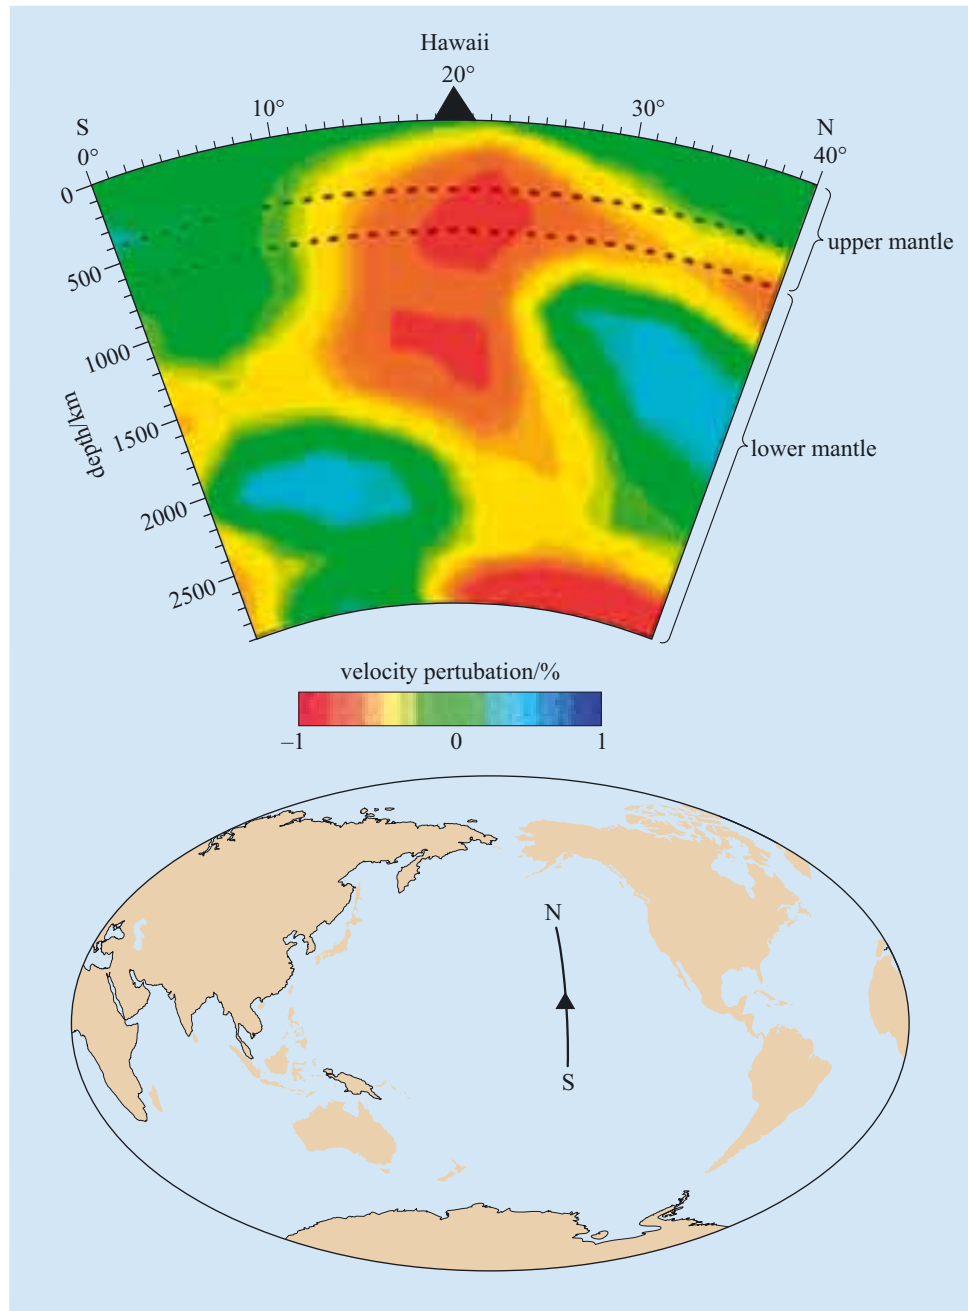 Hawaii
20°
10°
30°
S
0°
N
40°
0
500
1000
1500
2000
2500
depth/km
upper mantle
lower mantle
velocity pertubation/%
–1
0
1
N
S